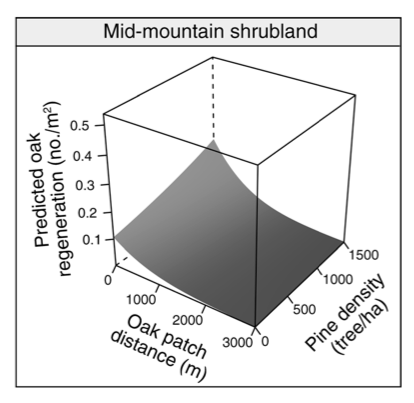 Mid-mountain shrubland
Predicted oak
regeneration (no./m²)
0.5
0.4
0.3
0.2
0.1
0
1000
2000
3000
Oak patch
distance (m)
0
500
1000
1500
Pine density
(tree/ha)